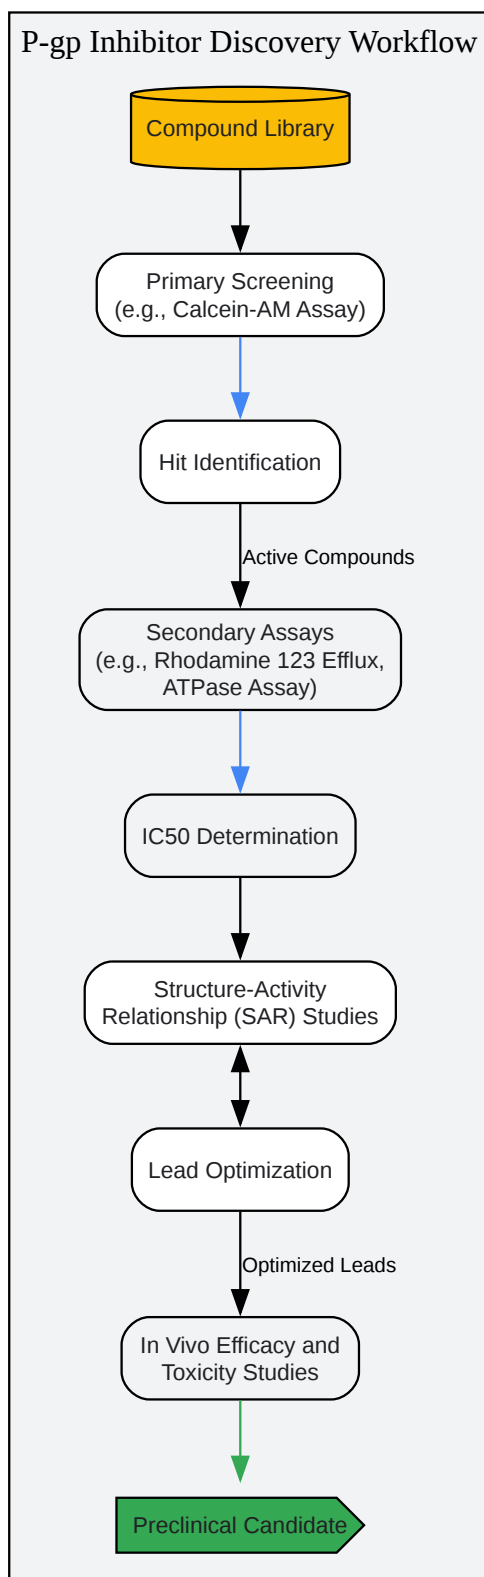 P-gp Inhibitor Discovery Workflow
Compound Library
Primary Screening
(e.g., Calcein-AM Assay)
Hit Identification
Active Compounds
Secondary Assays
(e.g., Rhodamine 123 Efflux,
ATPase Assay)
IC50 Determination
Structure-Activity
Relationship (SAR) Studies
Lead Optimization
Optimized Leads
In Vivo Efficacy and
Toxicity Studies
Preclinical Candidate